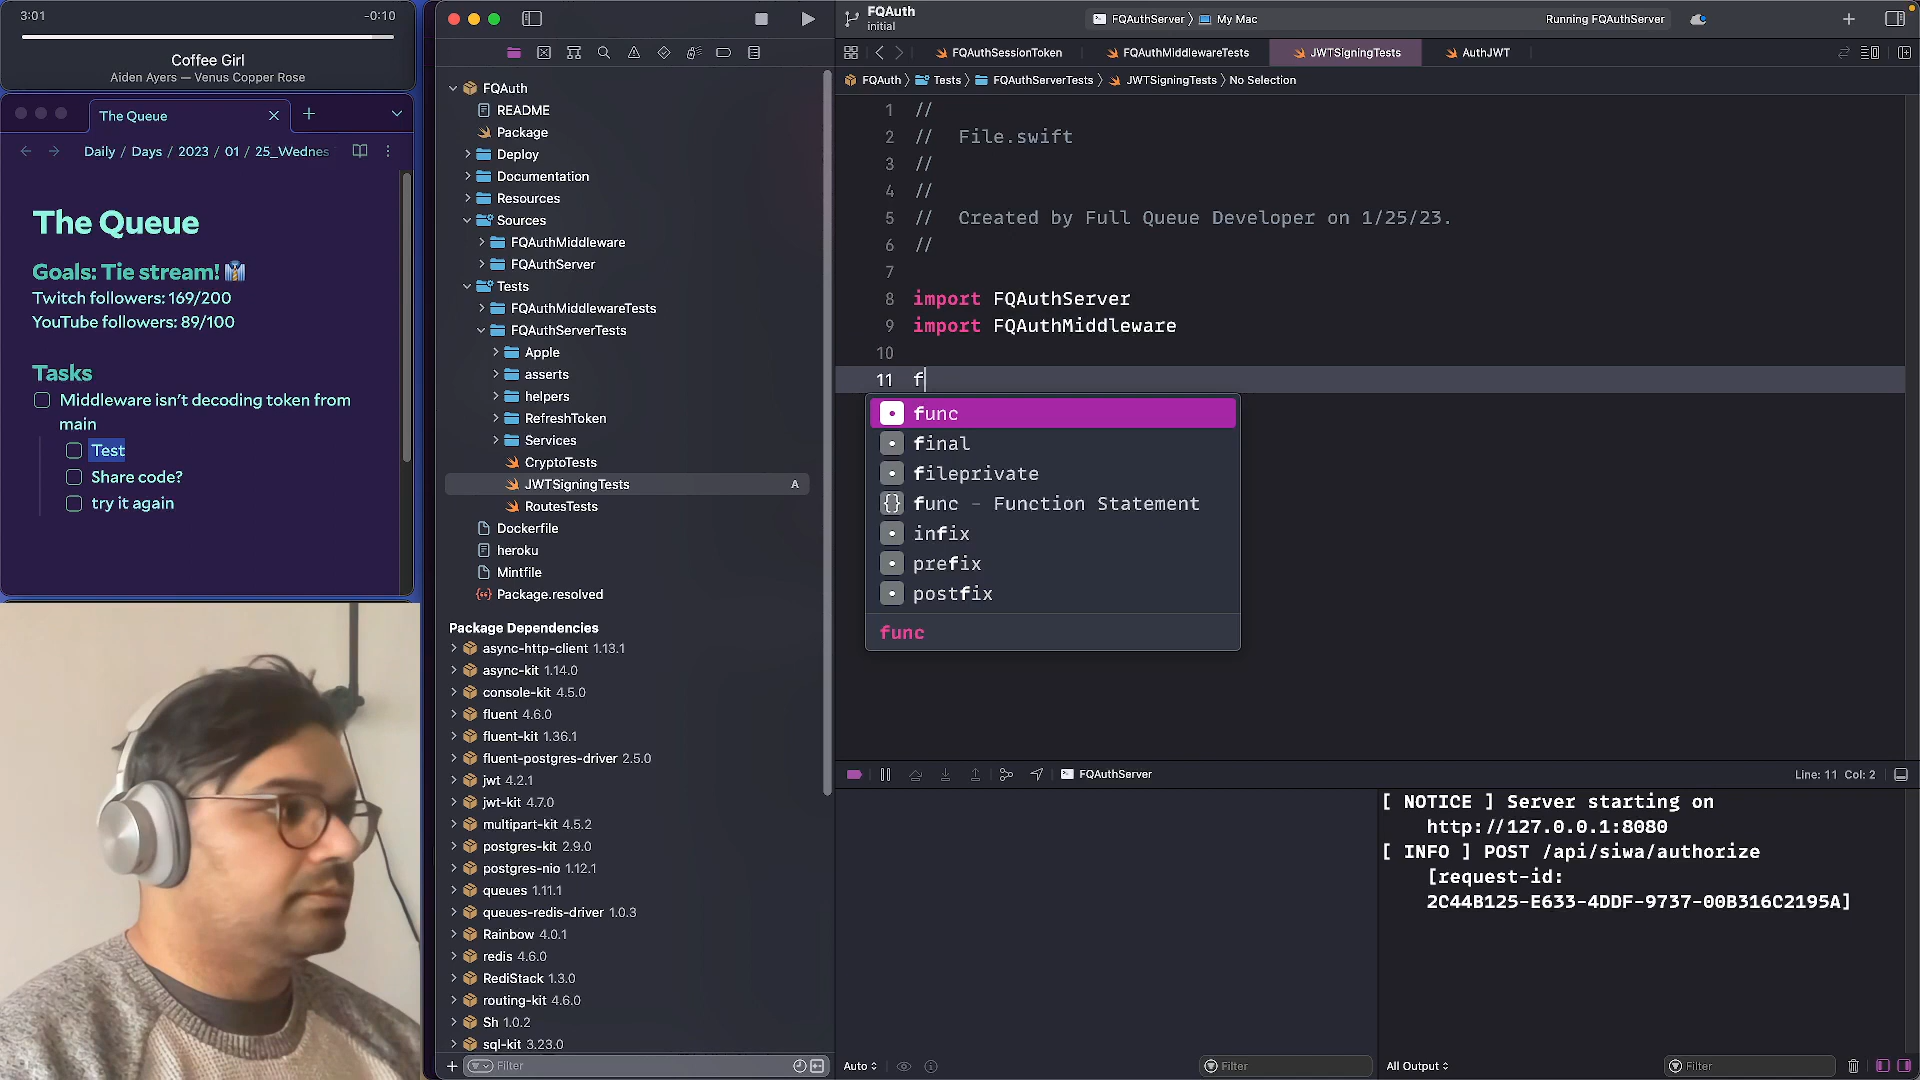 3:01
-0:10
Coffee Girl
Aiden Ayers — Venus Copper Rose
The Queue
Daily / Days / 2023 / 01 / 25_Wednes
The Queue
Goals: Tie stream! 👔
Twitch followers: 169/200
YouTube followers: 89/100
Tasks
Middleware isn't decoding token from
main
Test
Share code?
try it again
FQAuth
README
Package
Deploy
Documentation
Resources
Sources
FQAuthMiddleware
FQAuthServer
Tests
FQAuthMiddlewareTests
FQAuthServerTests
Apple
asserts
helpers
RefreshToken
Services
CryptoTests
JWTSigningTests A
RoutesTests
Dockerfile
heroku
Mintfile
Package.resolved
Package Dependencies
async-http-client 1.13.1
async-kit 1.14.0
console-kit 4.5.0
fluent 4.6.0
fluent-kit 1.36.1
fluent-postgres-driver 2.5.0
jwt 4.2.1
jwt-kit 4.7.0
multipart-kit 4.5.2
postgres-kit 2.9.0
postgres-nio 1.12.1
queues 1.11.1
queues-redis-driver 1.0.3
Rainbow 4.0.1
redis 4.6.0
RediStack 1.3.0
routing-kit 4.6.0
Sh 1.0.2
sql-kit 3.23.0
Filter
FQAuth
initial
FQAuthServer > My Mac
Running FQAuthServer
FQAuthSessionToken
FQAuthMiddlewareTests
JWTSigningTests
AuthJWT
FQAuth > Tests > FQAuthServerTests > JWTSigningTests > No Selection
1 //
2 //  File.swift
3 //
4 //
5 //  Created by Full Queue Developer on 1/25/23.
6 //
7
8 import FQAuthServer
9 import FQAuthMiddleware
10
11 f
func
final
fileprivate
{} func – Function Statement
infix
prefix
postfix
func
FQAuthServer
Line: 11 Col: 2
[ NOTICE ] Server starting on
http://127.0.0.1:8080
[ INFO ] POST /api/siwa/authorize
[request-id:
2C44B125-E633-4DDF-9737-00B316C2195A]
Auto
Filter
All Output
Filter